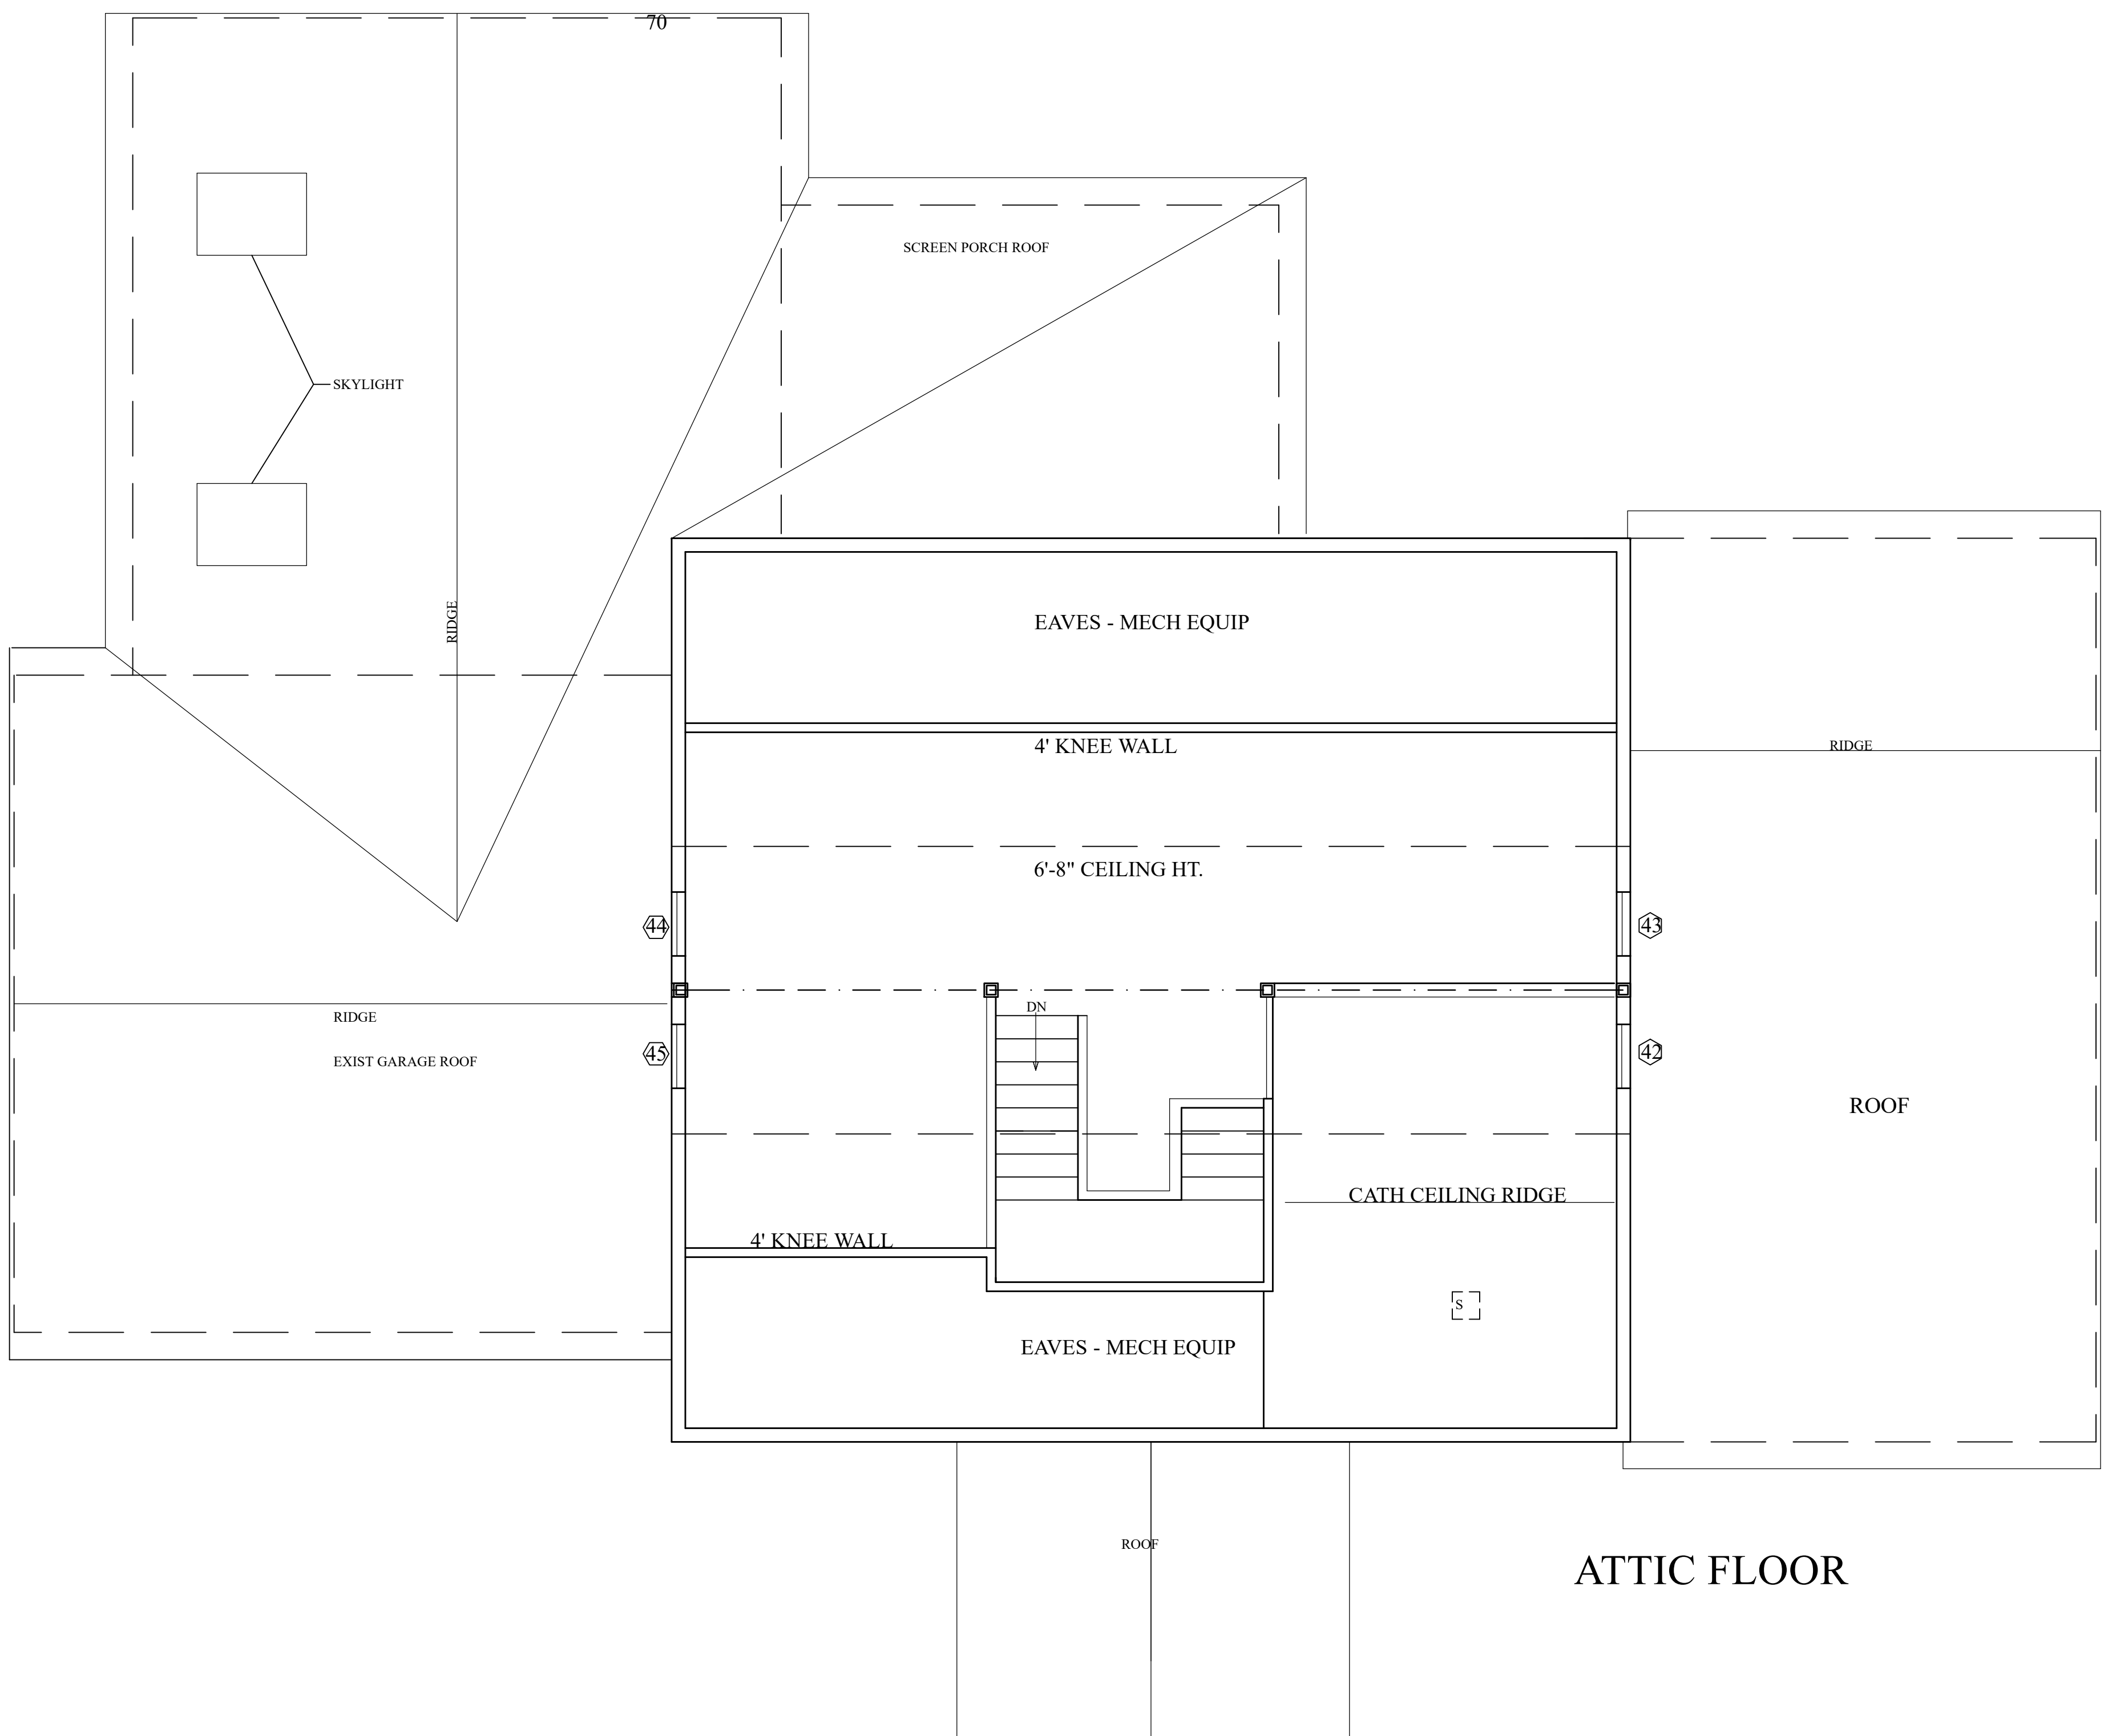 70
SCREEN PORCH ROOF
SKYLIGHT
RIDGE
EAVES - MECH EQUIP
4' KNEE WALL
RIDGE
6'-8" CEILING HT.
44
43
DN
RIDGE
45
42
EXIST GARAGE ROOF
ROOF
CATH CEILING RIDGE
4' KNEE WALL
S
EAVES - MECH EQUIP
ROOF
ATTIC FLOOR